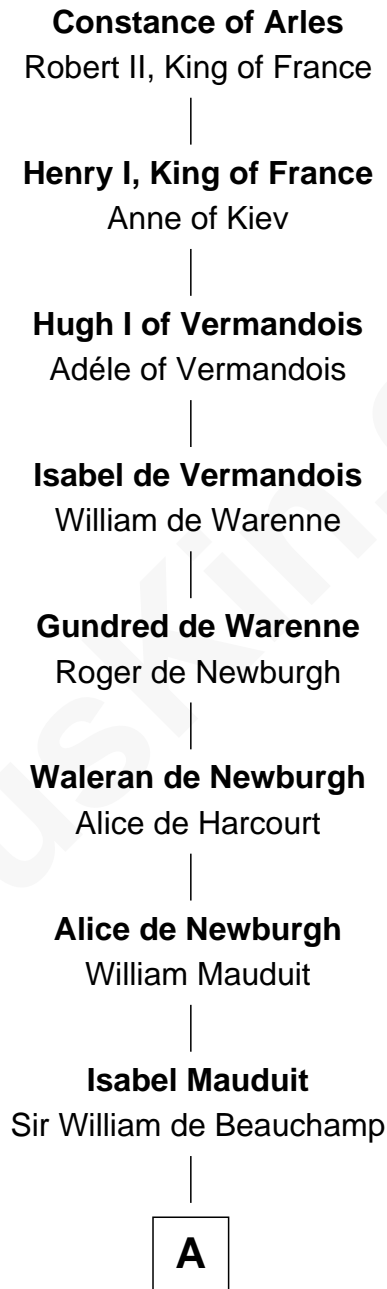 Constance of Arles
Robert II, King of France
Henry I, King of France
Anne of Kiev
Hugh I of Vermandois
Adéle of Vermandois
Isabel de Vermandois
William de Warenne
Gundred de Warenne
Roger de Newburgh
Waleran de Newburgh
Alice de Harcourt
Alice de Newburgh
William Mauduit
Isabel Mauduit
Sir William de Beauchamp
A